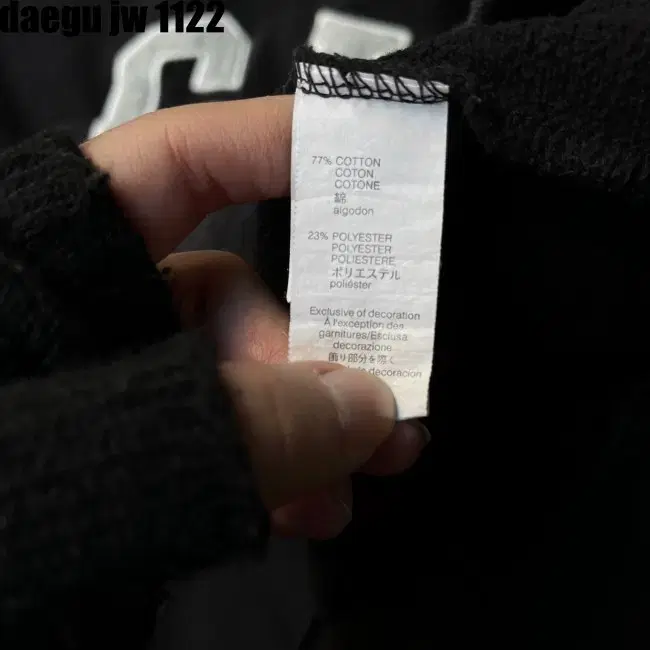 daegu jw 1122
77% COTTON
COTON
COTONE
綿
algodon
23% POLYESTER
POLYESTER
POLIESTERE
ポリエステル
poliéster
Exclusive of decoration
À l'exception des
garnitures/Esclusa
decorazione
飾り部分を除く
decoracion